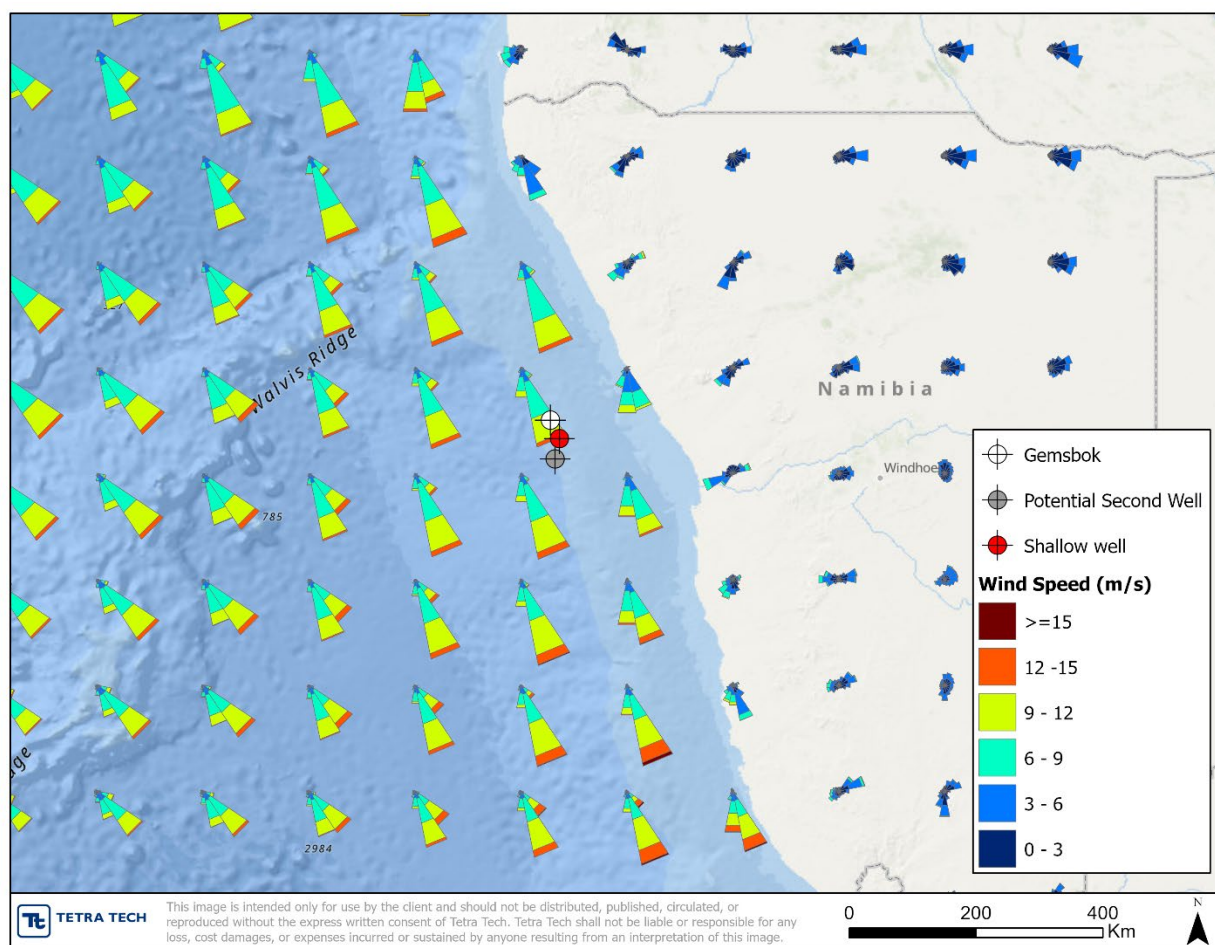 Walvis Ridge
Namibia
Windhoe
785
2984
Gemsbok
Potential Second Well
Shallow well
Wind Speed (m/s)
>=15
12 -15
9 - 12
6 - 9
3 - 6
0 - 3
Tt TETRA TECH
This image is intended only for use by the client and should not be distributed, published, circulated, or
reproduced without the express written consent of Tetra Tech. Tetra Tech shall not be liable or responsible for any
loss, cost damages, or expenses incurred or sustained by anyone resulting from an interpretation of this image.
0 200 400
Km
N